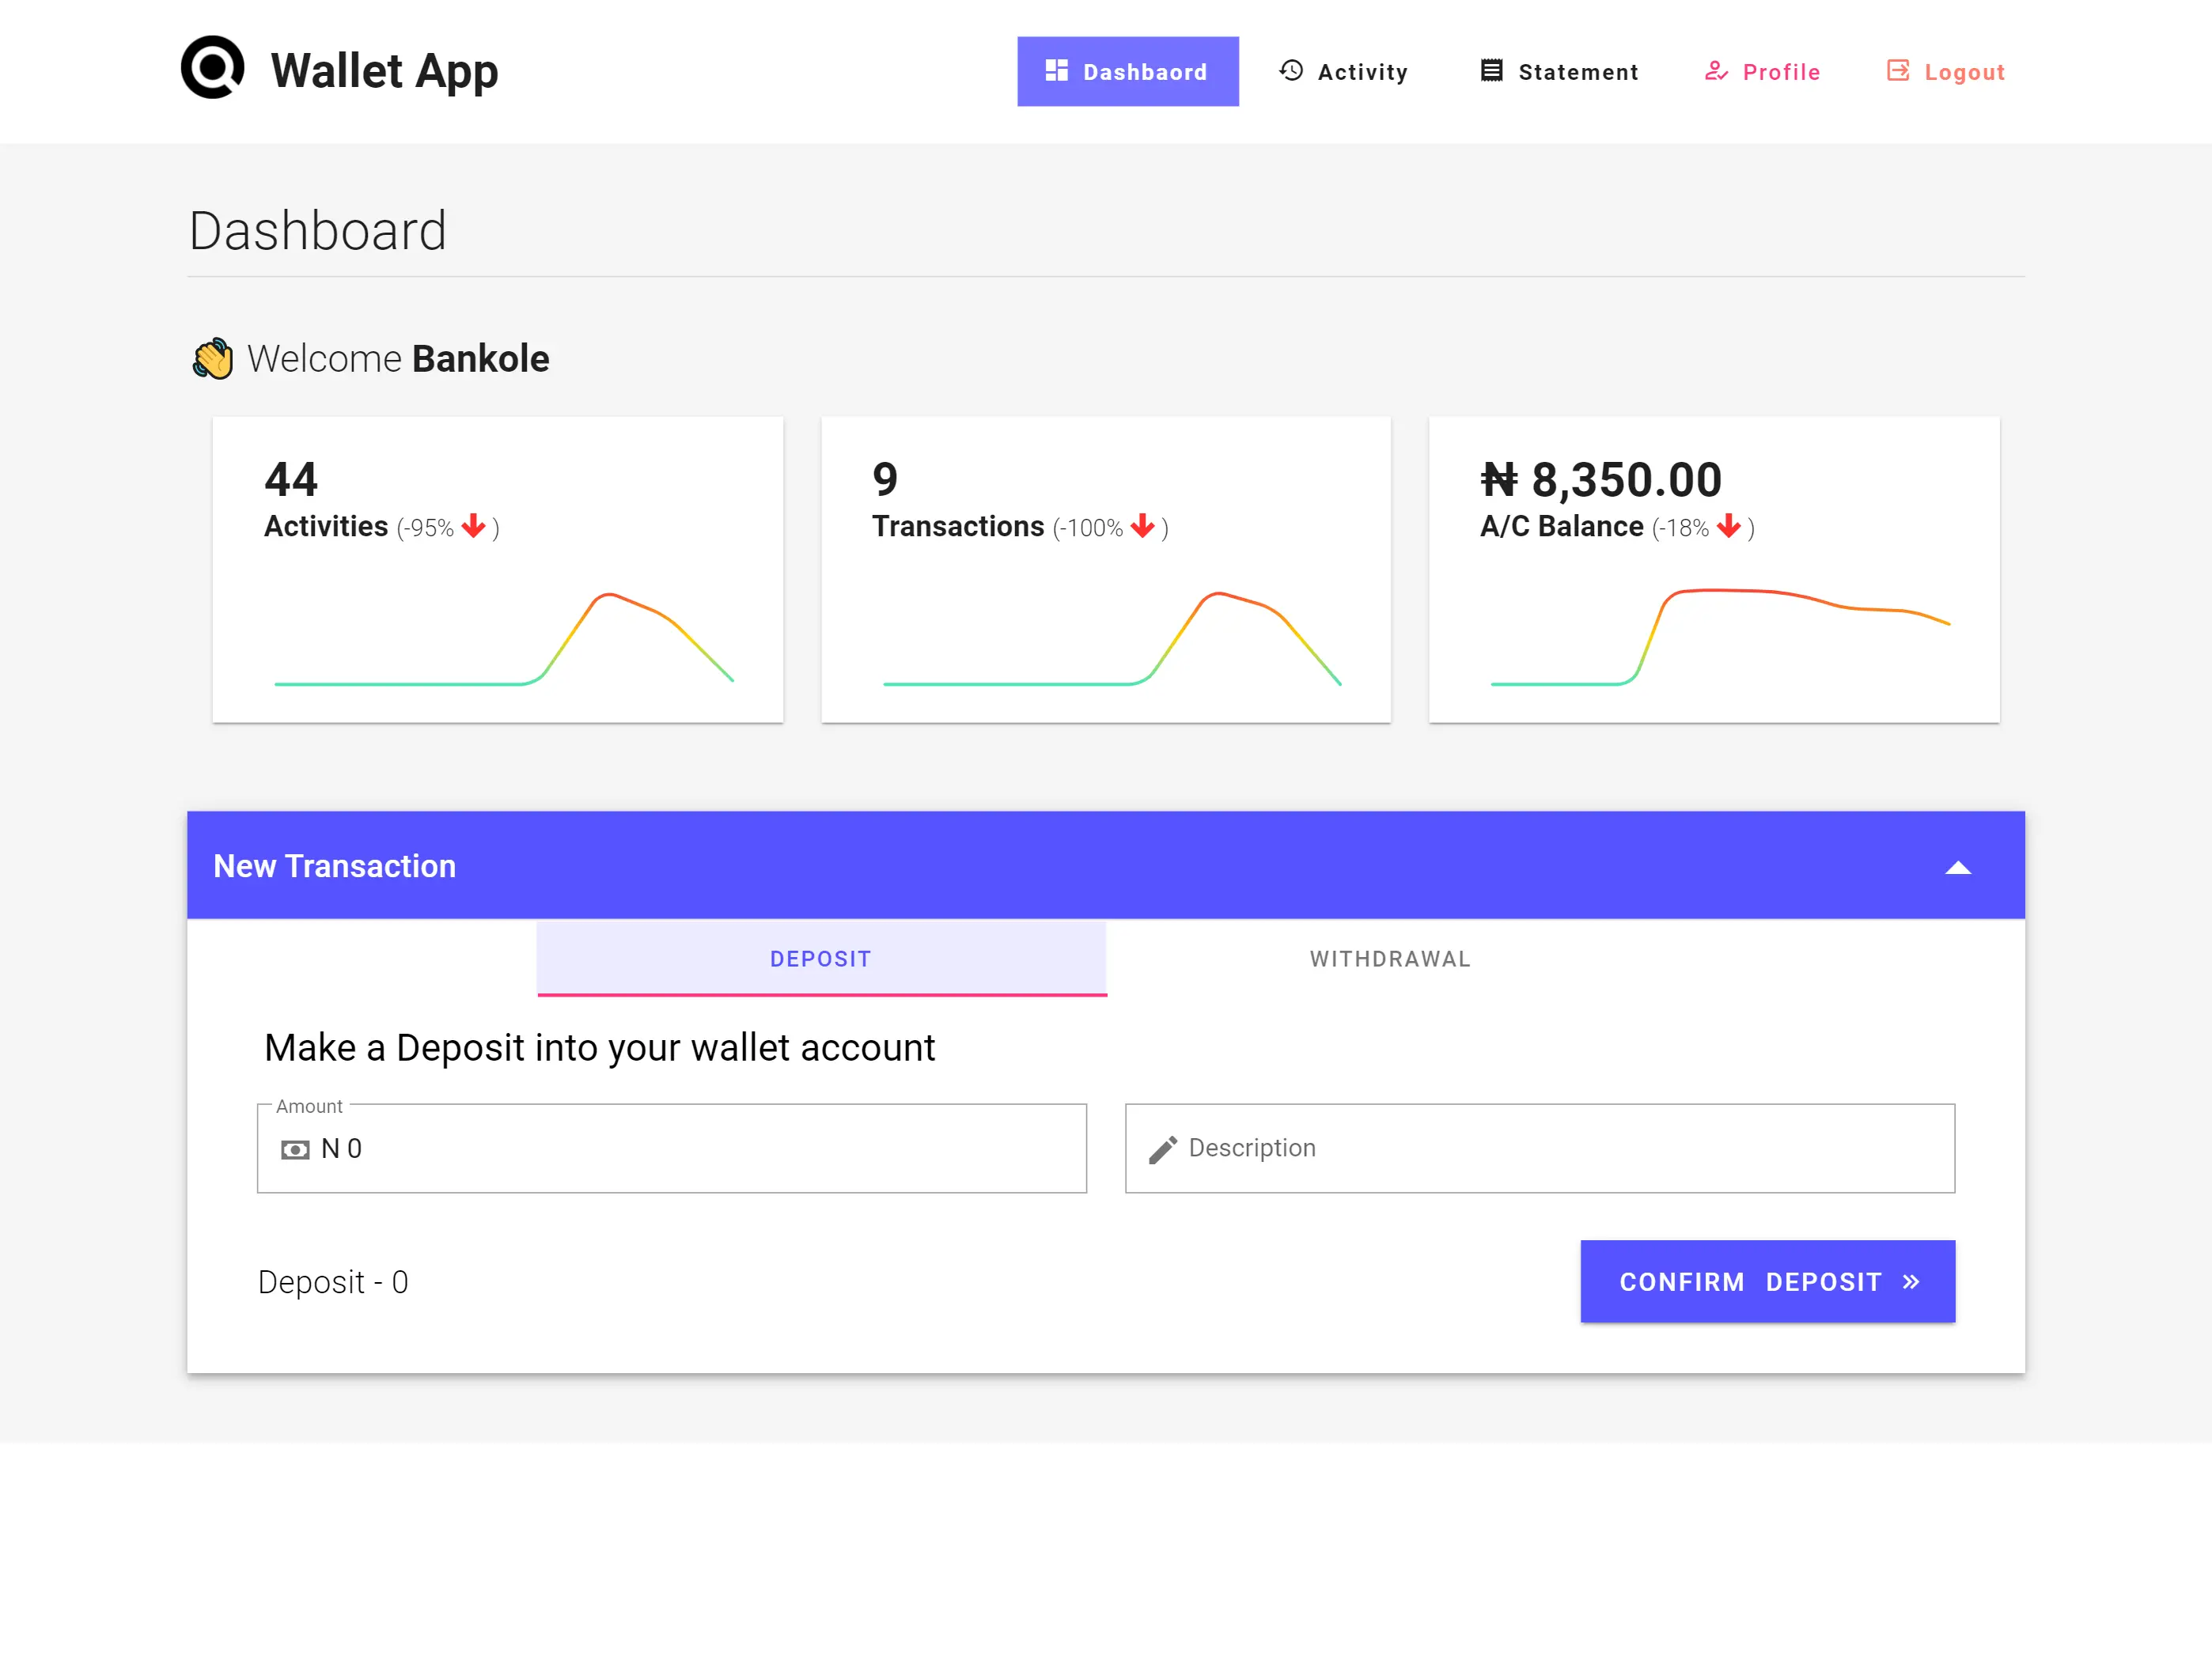 Wallet App
Dashbaord
Activity
Statement
Profile
Logout
Dashboard
Welcome Bankole
44
Activities (-95% )
9
Transactions (-100% )
₦ 8,350.00
A/C Balance (-18% )
New Transaction
DEPOSIT
WITHDRAWAL
Make a Deposit into your wallet account
Amount
N 0
Description
Deposit - 0
CONFIRM DEPOSIT »